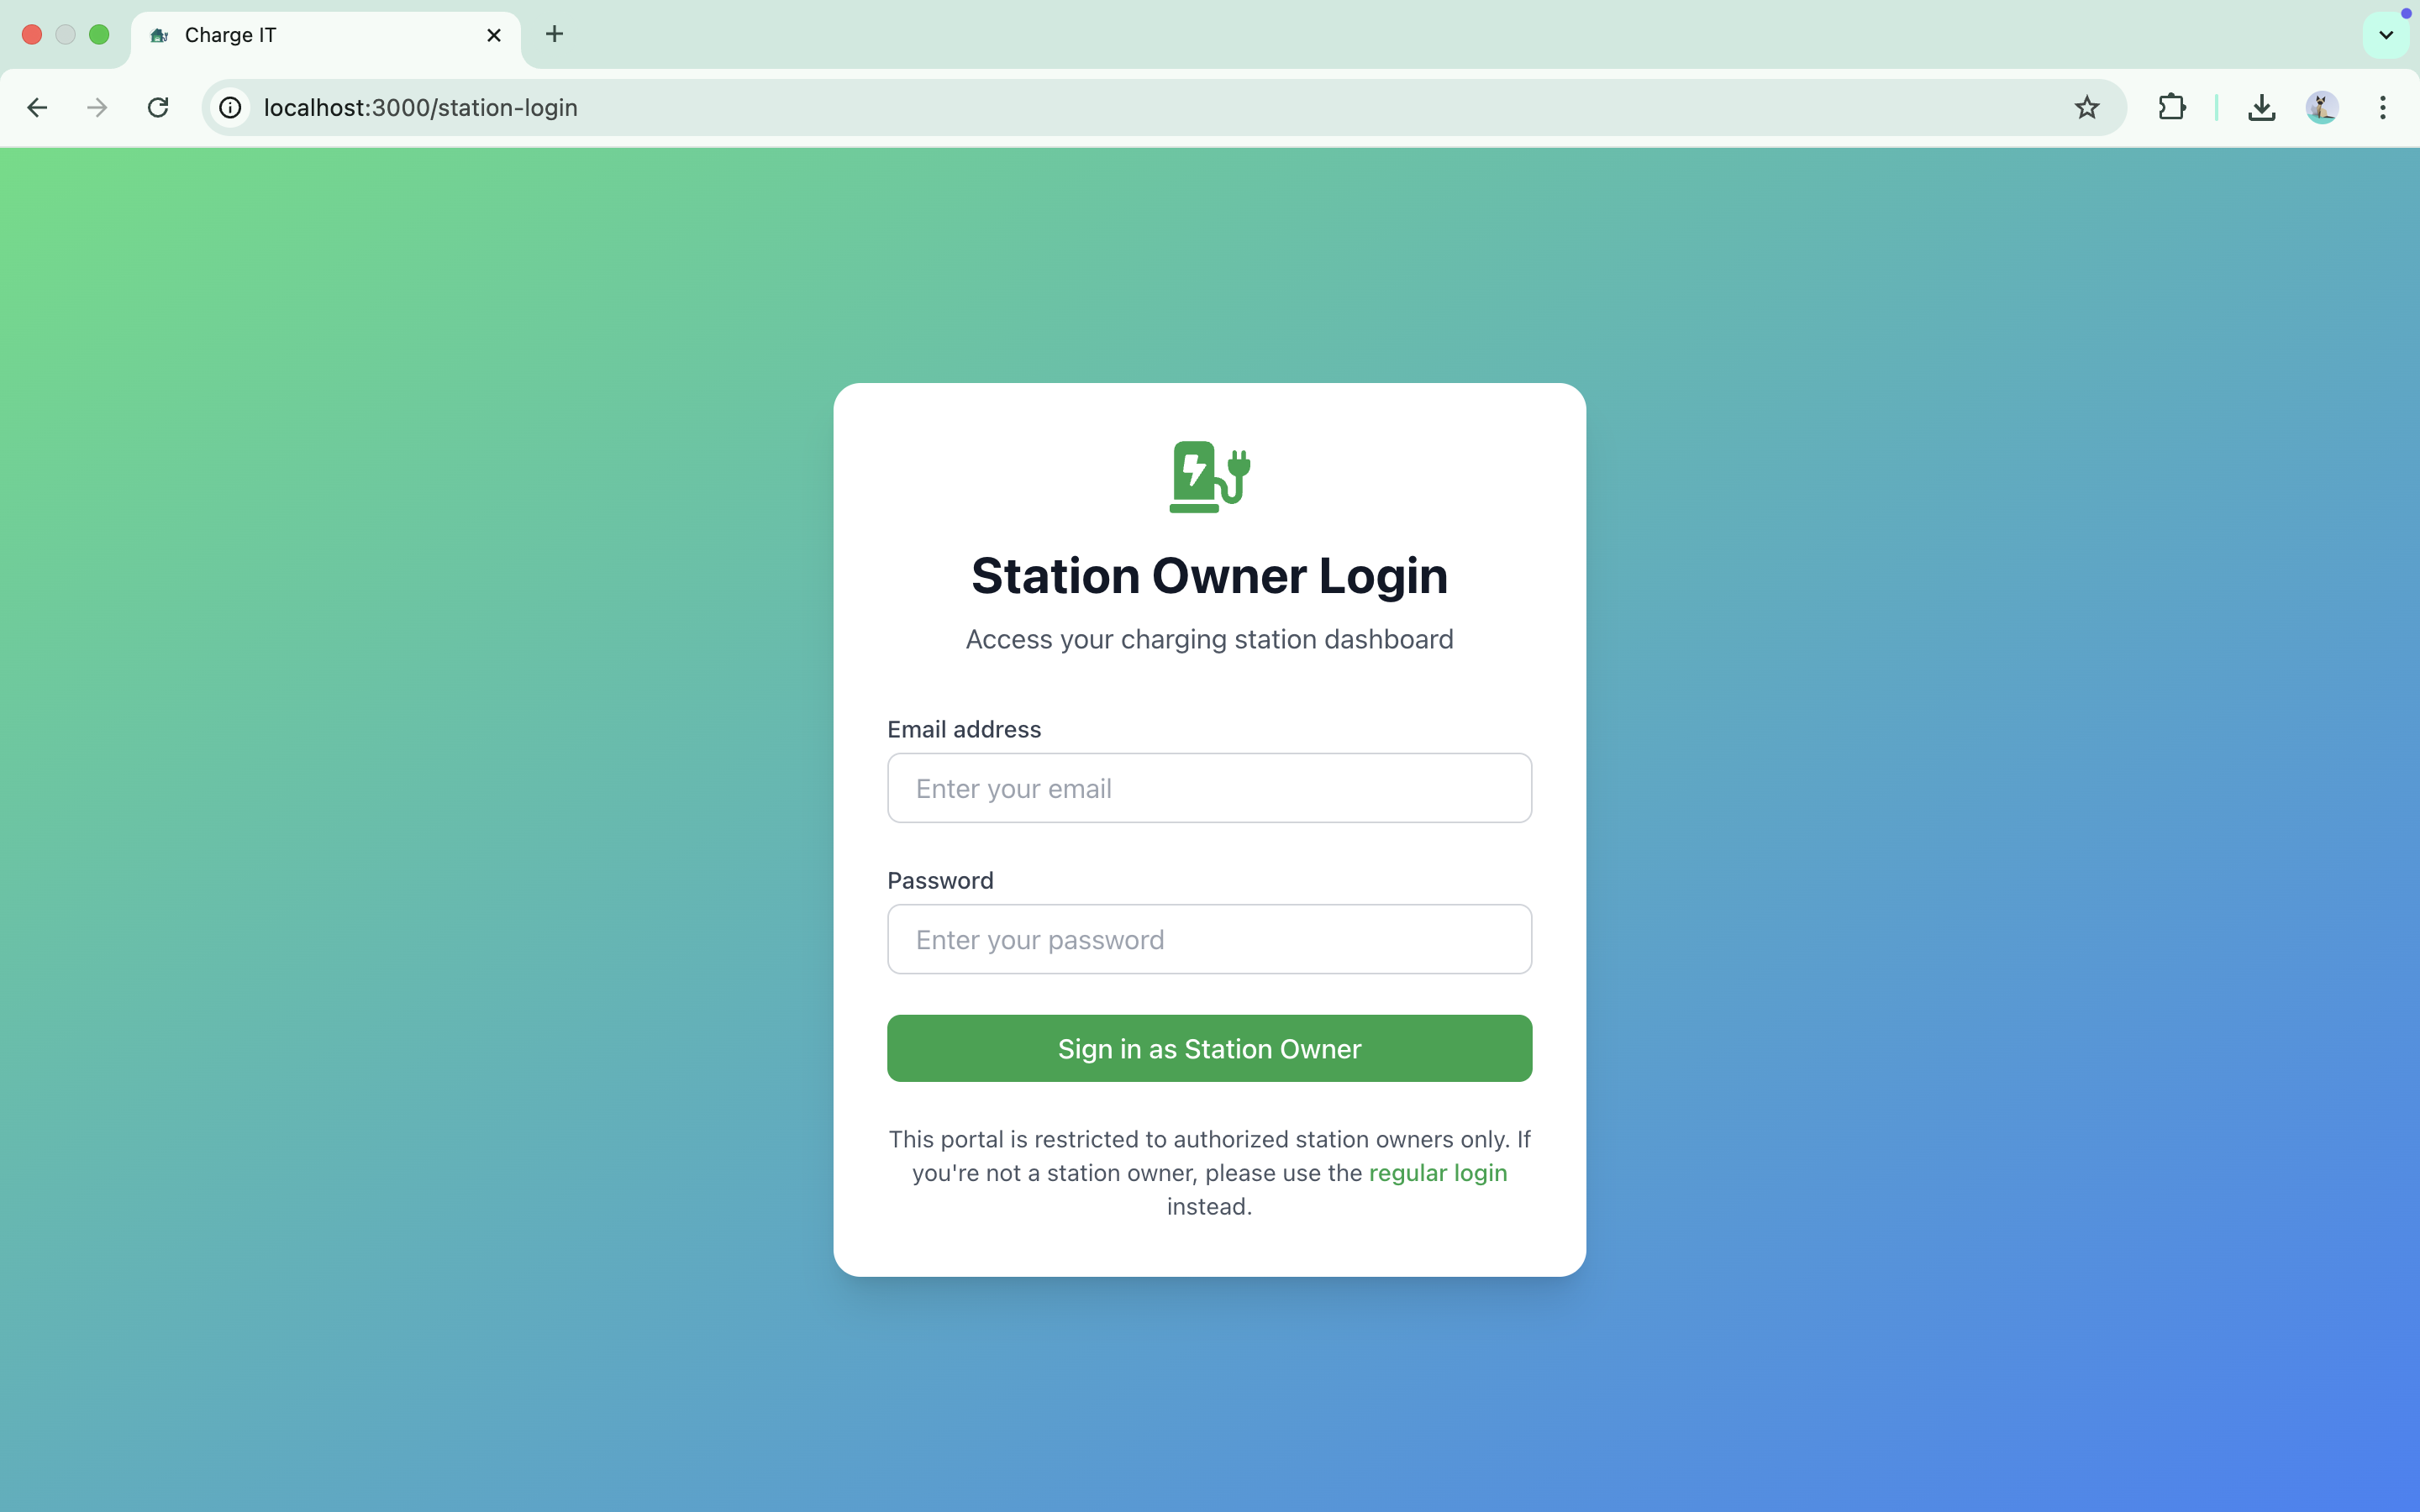 Charge IT
localhost:3000/station-login
Station Owner Login
Access your charging station dashboard
Email address
Enter your email
Password
Enter your password
Sign in as Station Owner
This portal is restricted to authorized station owners only. If
you're not a station owner, please use the regular login
instead.